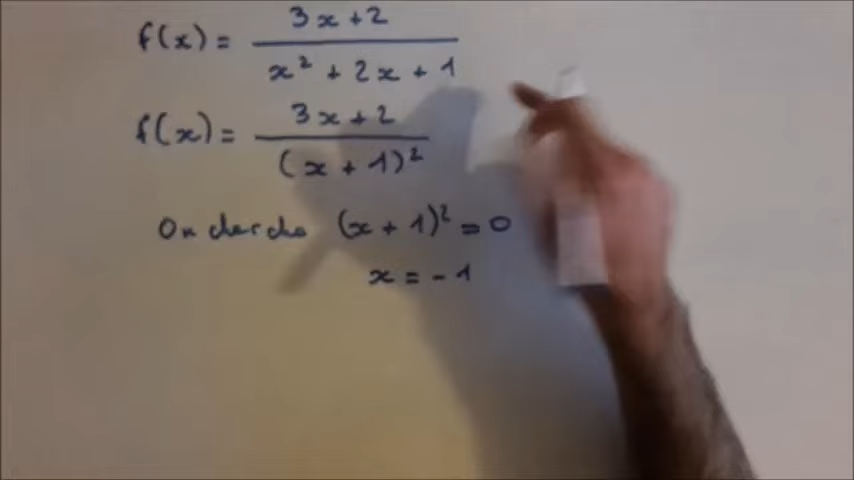 f(x) = 3x+2 / x² + 2x + 1
f(x) = 3x+2 / (x + 1)²
On cherche (x + 1)² = 0
x = - 1